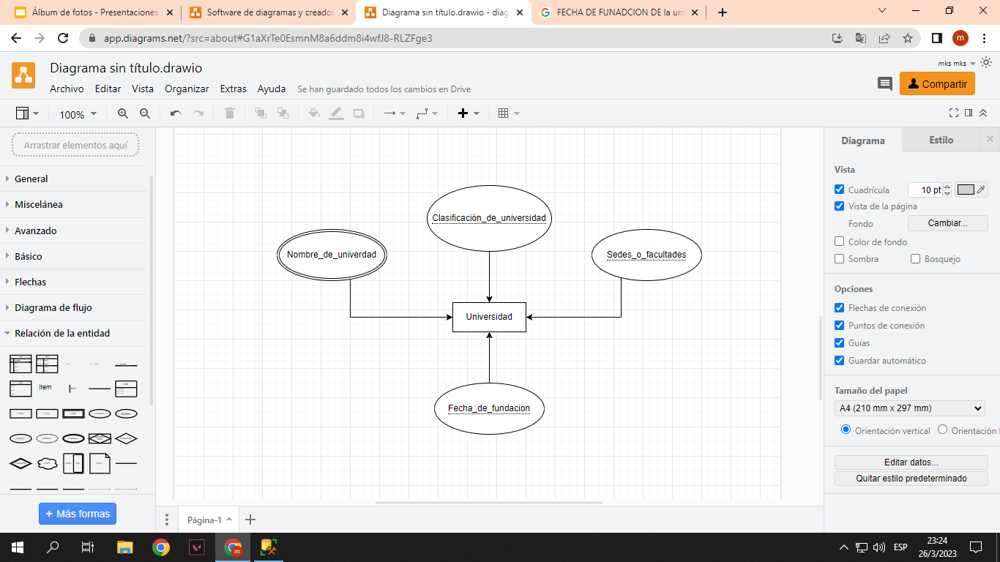 Álbum de fotos - Presentaciones
Software de diagramas y creador
Diagrama sin título.drawio - diag
FECHA DE FUNADCION DE la um
app.diagrams.net/?src=about#G1aXrTe0EsmnM8a6ddm8i4wfJ8-RLZFge3
m
Diagrama sin título.drawio
mks mks
Archivo Editar Vista Organizar Extras Ayuda Se han guardado todos los cambios en Drive
Compartir
100%
Arrastrar elementos aquí
General
Miscelánea
Avanzado
Básico
Flechas
Diagrama de flujo
Relación de la entidad
Item
+ Más formas
Clasificación_de_universidad
Nombre_de_univerdad
Sedes_o_facultades
Universidad
Fecha_de_fundacion
Página-1
Diagrama Estilo
Vista
Cuadrícula 10 pt
Vista de la página
Fondo Cambiar...
Color de fondo
Sombra Bosquejo
Opciones
Flechas de conexión
Puntos de conexión
Guías
Guardar automático
Tamaño del papel
A4 (210 mm x 297 mm)
Orientación vertical Orientación
Editar datos...
Quitar estilo predeterminado
m
ESP
23:24
26/3/2023